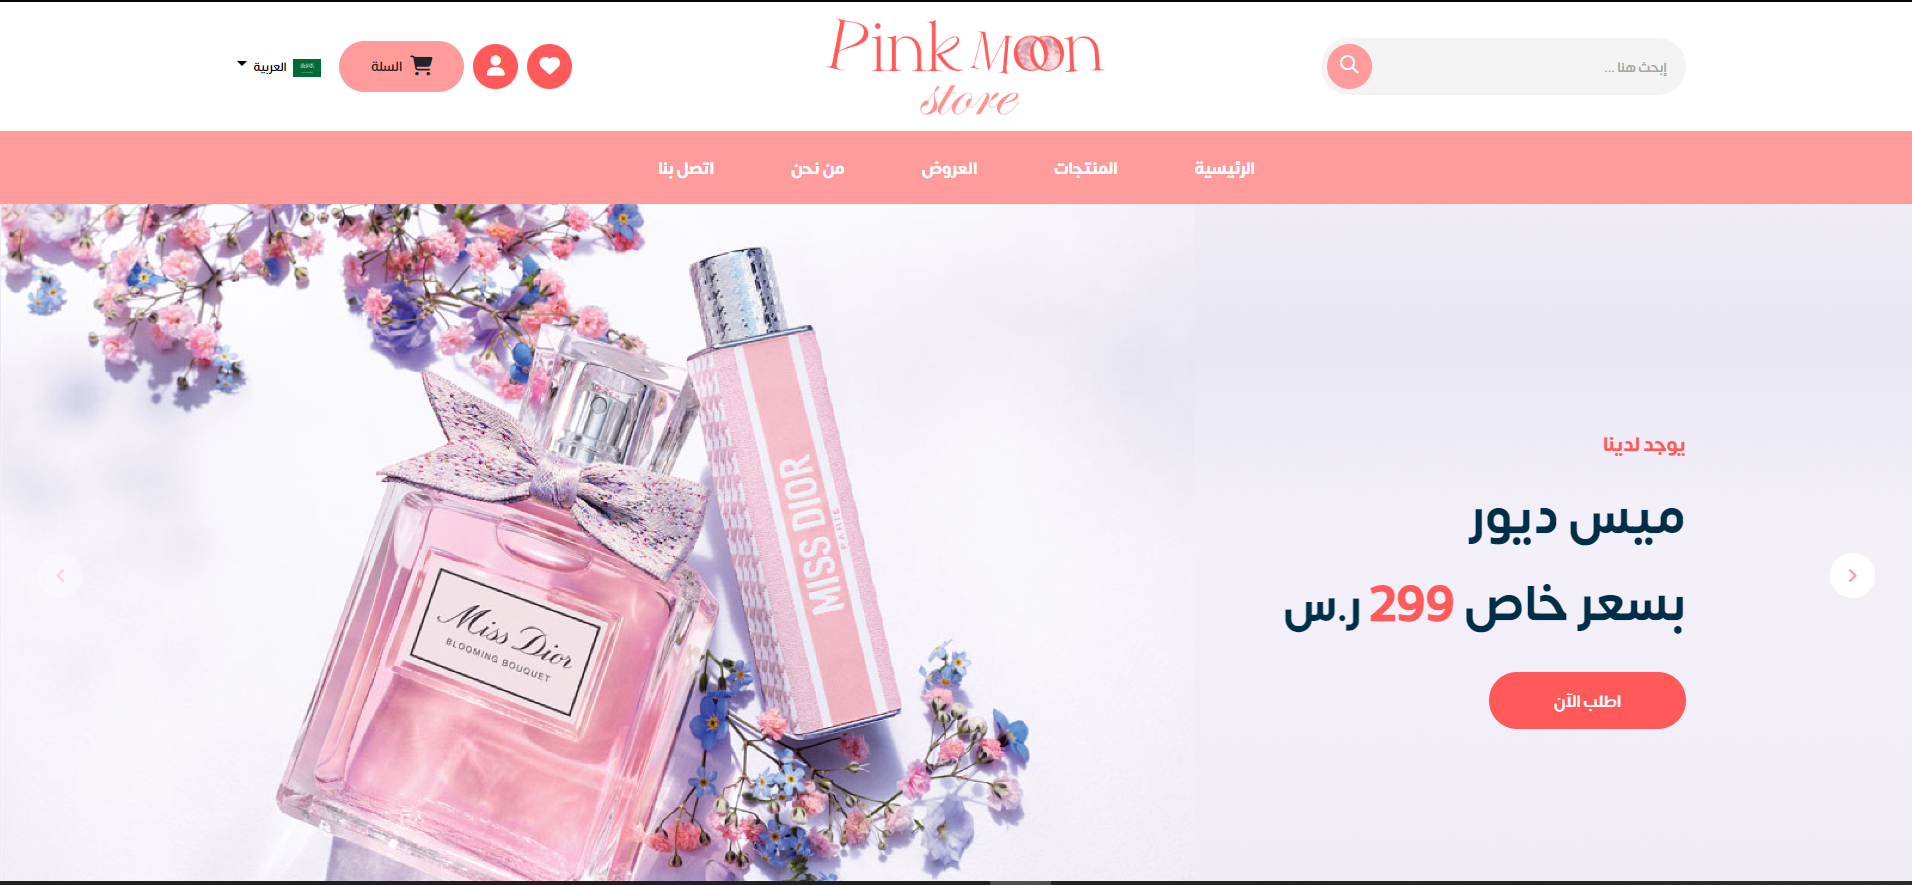 إبحث هنا ...
Pink Moon
store
السلة
العربية
الرئيسية
المنتجات
العروض
من نحن
اتصل بنا
يوجد لدينا
ميس ديور
بسعر خاص 299 ر.س
اطلب الآن
MISS DIOR
PARIS
Miss Dior
BLOOMING BOUQUET